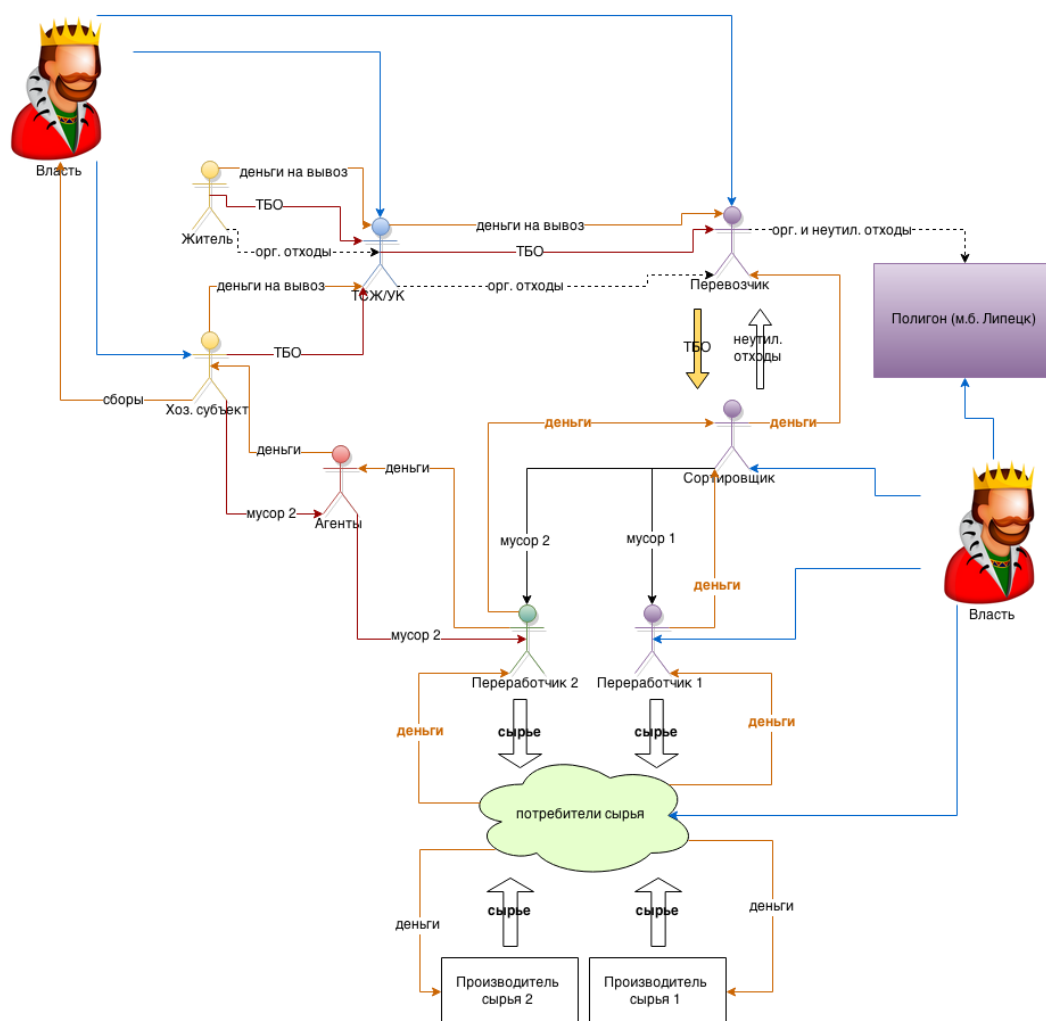 Власть
деньги на вывоз
ТБО
Житель
орг. отходы
деньги на вывоз
ТБО
орг. отходы
ТСЖ/УК
орг. и неутил. отходы
Перевозчик
Полигон (м.б. Липецк)
деньги на вывоз
ТБО
сборы
Хоз. субъект
ТБО
неутил.
отходы
деньги
деньги
деньги
деньги
Сортировщик
мусор 2
Агенты
мусор 2
мусор 1
деньги
Власть
мусор 2
Переработчик 2
Переработчик 1
деньги
сырье
сырье
деньги
потребители сырья
деньги
сырье
сырье
деньги
Производитель
сырья 2
Производитель
сырья 1